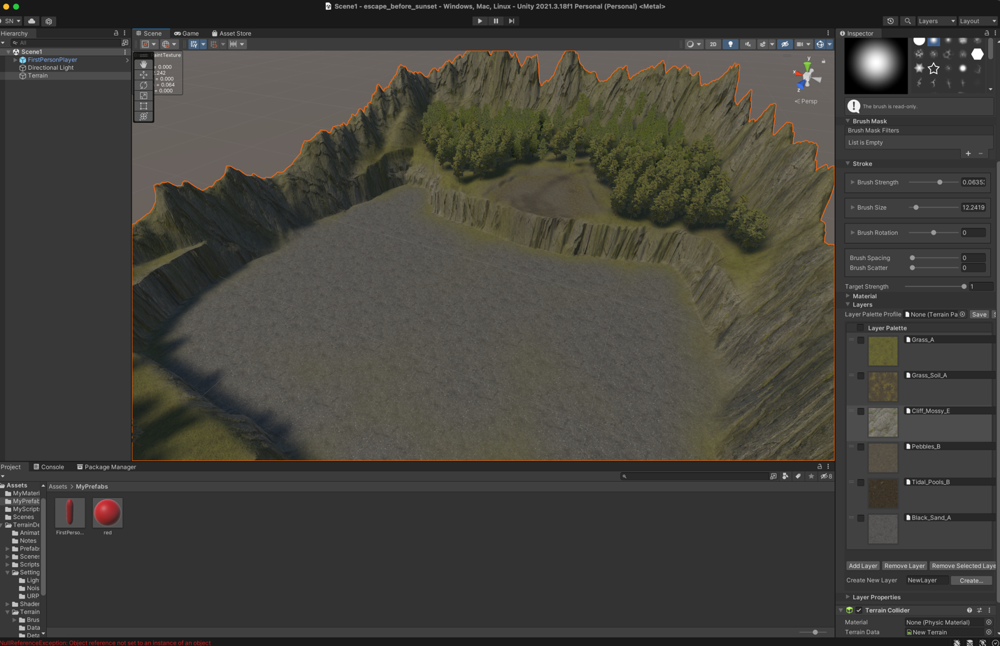 Scene1 - escape_before_sunset - Windows, Mac, Linux - Unity 2021.3.18f1 Personal (Personal) <Metal>
SN
Layers
Layout
Hierarchy
All
Scene1
FirstPersonPlayer
Directional Light
Terrain
Scene
Game
Asset Store
2D
aintTexture
= 0.000
.242
= 0.000
= 0.064
= 0.000
y
x
z
Persp
Inspector
The brush is read-only.
Brush Mask
Brush Mask Filters
List is Empty
Stroke
Brush Strength
0.0635
Brush Size
12.2419
Brush Rotation
0
Brush Spacing
0
Brush Scatter
0
Target Strength
1
Material
Layers
Layer Palette Profile
None (Terrain Pa
Save
Layer Palette
Grass_A
Grass_Soil_A
Cliff_Mossy_E
Pebbles_B
Tidal_Pools_B
Black_Sand_A
Add Layer
Remove Layer
Remove Selected Laye
Create New Layer
NewLayer
Create...
Layer Properties
Terrain Collider
Material
None (Physic Material)
Terrain Data
New Terrain
Project
Console
Package Manager
8
Assets
MyMateri
MyPrefab
MyScript
Scenes
TerrainDe
Animat
Notes
Prefab
Scenes
Scripts
Setting
Ligh
Nois
URP
Shader
Terrain
Brus
Data
Deta
Assets > MyPrefabs
FirstPerso...
red
NullReferenceException: Object reference not set to an instance of an object